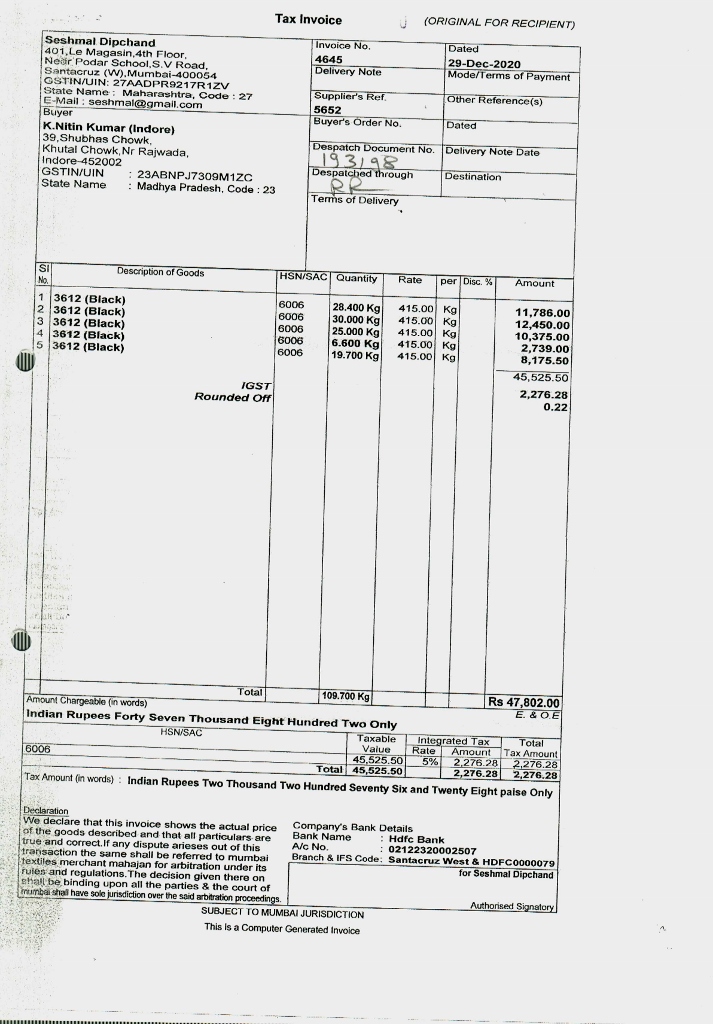 Tax Invoice
(ORIGINAL FOR RECIPIENT)
Seshmal Dipchand
401,Le Magasin,4th Floor,
Near Podar School,S.V Road,
Santacruz (W),Mumbai-400054
GSTIN/UIN: 27AADPR9217R1ZV
State Name : Maharashtra, Code : 27
E-Mail : seshmal@gmail.com
Invoice No.
4645
Dated
29-Dec-2020
Delivery Note
Mode/Terms of Payment
Supplier's Ref.
5652
Other Reference(s)
Buyer
K.Nitin Kumar (Indore)
39,Shubhas Chowk,
Khutal Chowk,Nr Rajwada,
Indore-452002
GSTIN/UIN : 23ABNPJ7309M1ZC
State Name : Madhya Pradesh, Code : 23
Buyer's Order No.
Dated
Despatch Document No.
193/98
Delivery Note Date
Despatched through
RR
Destination
Terms of Delivery
Sl No. Description of Goods HSN/SAC Quantity Rate per Disc. % Amount
1 3612 (Black) 6006 28.400 Kg 415.00 Kg 11,786.00
2 3612 (Black) 6006 30.000 Kg 415.00 Kg 12,450.00
3 3612 (Black) 6006 25.000 Kg 415.00 Kg 10,375.00
4 3612 (Black) 6006 6.600 Kg 415.00 Kg 2,739.00
5 3612 (Black) 6006 19.700 Kg 415.00 Kg 8,175.50
45,525.50
IGST 2,276.28
Rounded Off 0.22
Total 109.700 Kg Rs 47,802.00
Amount Chargeable (in words) E. & O.E
Indian Rupees Forty Seven Thousand Eight Hundred Two Only
HSN/SAC Taxable Value Integrated Tax Rate Amount Total Tax Amount
6006 45,525.50 5% 2,276.28 2,276.28
Total 45,525.50 2,276.28 2,276.28
Tax Amount (in words) : Indian Rupees Two Thousand Two Hundred Seventy Six and Twenty Eight paise Only
Declaration
We declare that this invoice shows the actual price
of the goods described and that all particulars are
true and correct.If any dispute arieses out of this
transaction the same shall be referred to mumbai
textiles merchant mahajan for arbitration under its
rules and regulations.The decision given there on
shall be binding upon all the parties & the court of
mumbai shall have sole jurisdiction over the said arbitration proceedings.
Company's Bank Details
Bank Name : Hdfc Bank
A/c No. : 02122320002507
Branch & IFS Code: Santacruz West & HDFC0000079
for Seshmal Dipchand
Authorised Signatory
SUBJECT TO MUMBAI JURISDICTION
This is a Computer Generated Invoice